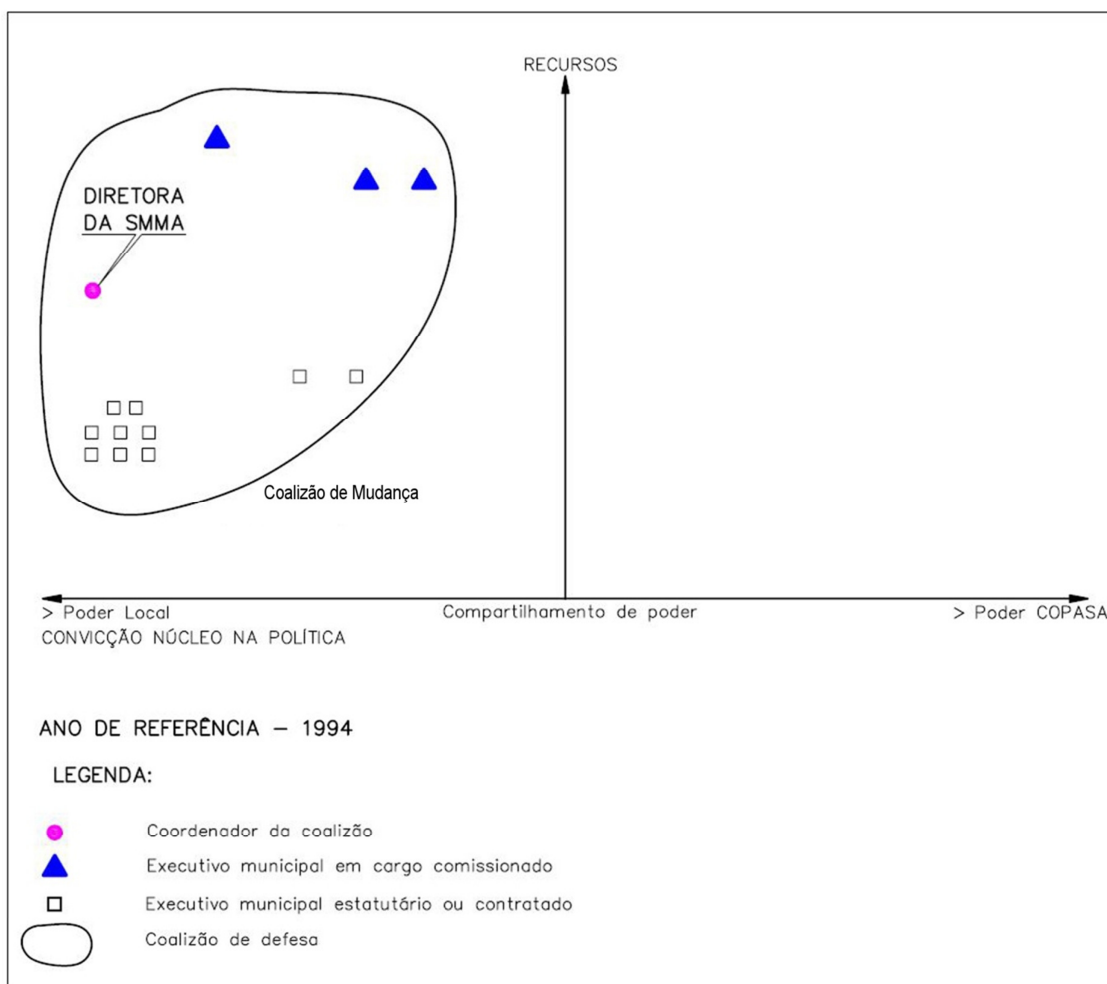 RECURSOS
DIRETORA
DA SMMA
Coalizão de Mudança
> Poder Local
Compartilhamento de poder
> Poder COPASA
CONVICÇÃO NÚCLEO NA POLÍTICA
ANO DE REFERÊNCIA – 1994
LEGENDA:
Coordenador da coalizão
Executivo municipal em cargo comissionado
Executivo municipal estatutário ou contratado
Coalizão de defesa